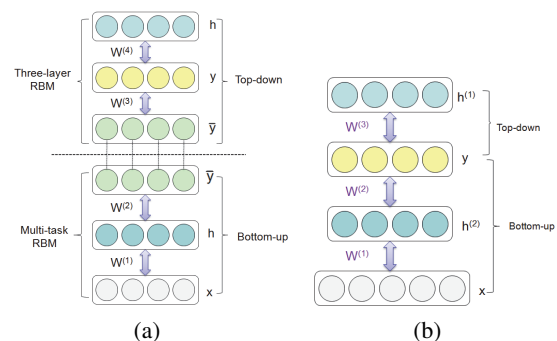 h
W(4)
Three-layer
RBM
y
Top-down
W(3)
ȳ
ȳ
W(2)
Multi-task
RBM
h
Bottom-up
W(1)
x
(a)
h(1)
W(3)
Top-down
y
W(2)
h(2)
Bottom-up
W(1)
x
(b)